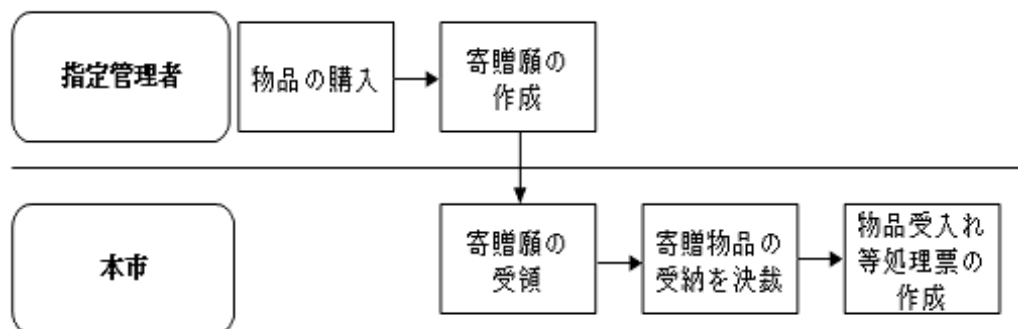 指定管理者
物品の購入
寄贈願の
作成
本市
寄贈願の
受領
寄贈物品の
受納を決裁
物品受入れ
等処理票の
作成